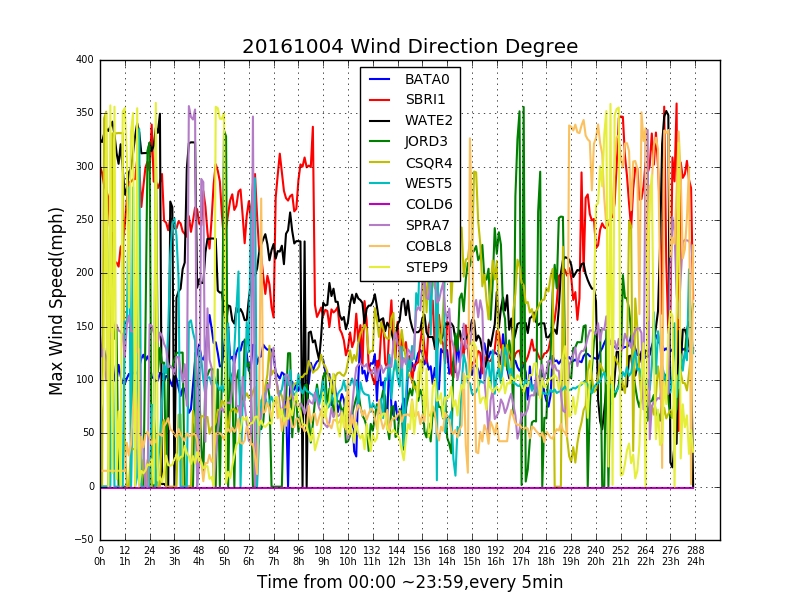 20161004 Wind Direction Degree
BATA0
SBRI1
WATE2
JORD3
CSQR4
WEST5
COLD6
SPRA7
COBL8
STEP9
Max Wind Speed(mph)
400
350
300
250
200
150
100
50
0
−50
0 12 24 36 48 60 72 84 96 108 120 132 144 156 168 180 192 204 216 228 240 252 264 276 288
0h 1h 2h 3h 4h 5h 6h 7h 8h 9h 10h 11h 12h 13h 14h 15h 16h 17h 18h 19h 20h 21h 22h 23h 24h
Time from 00:00 ~23:59,every 5min